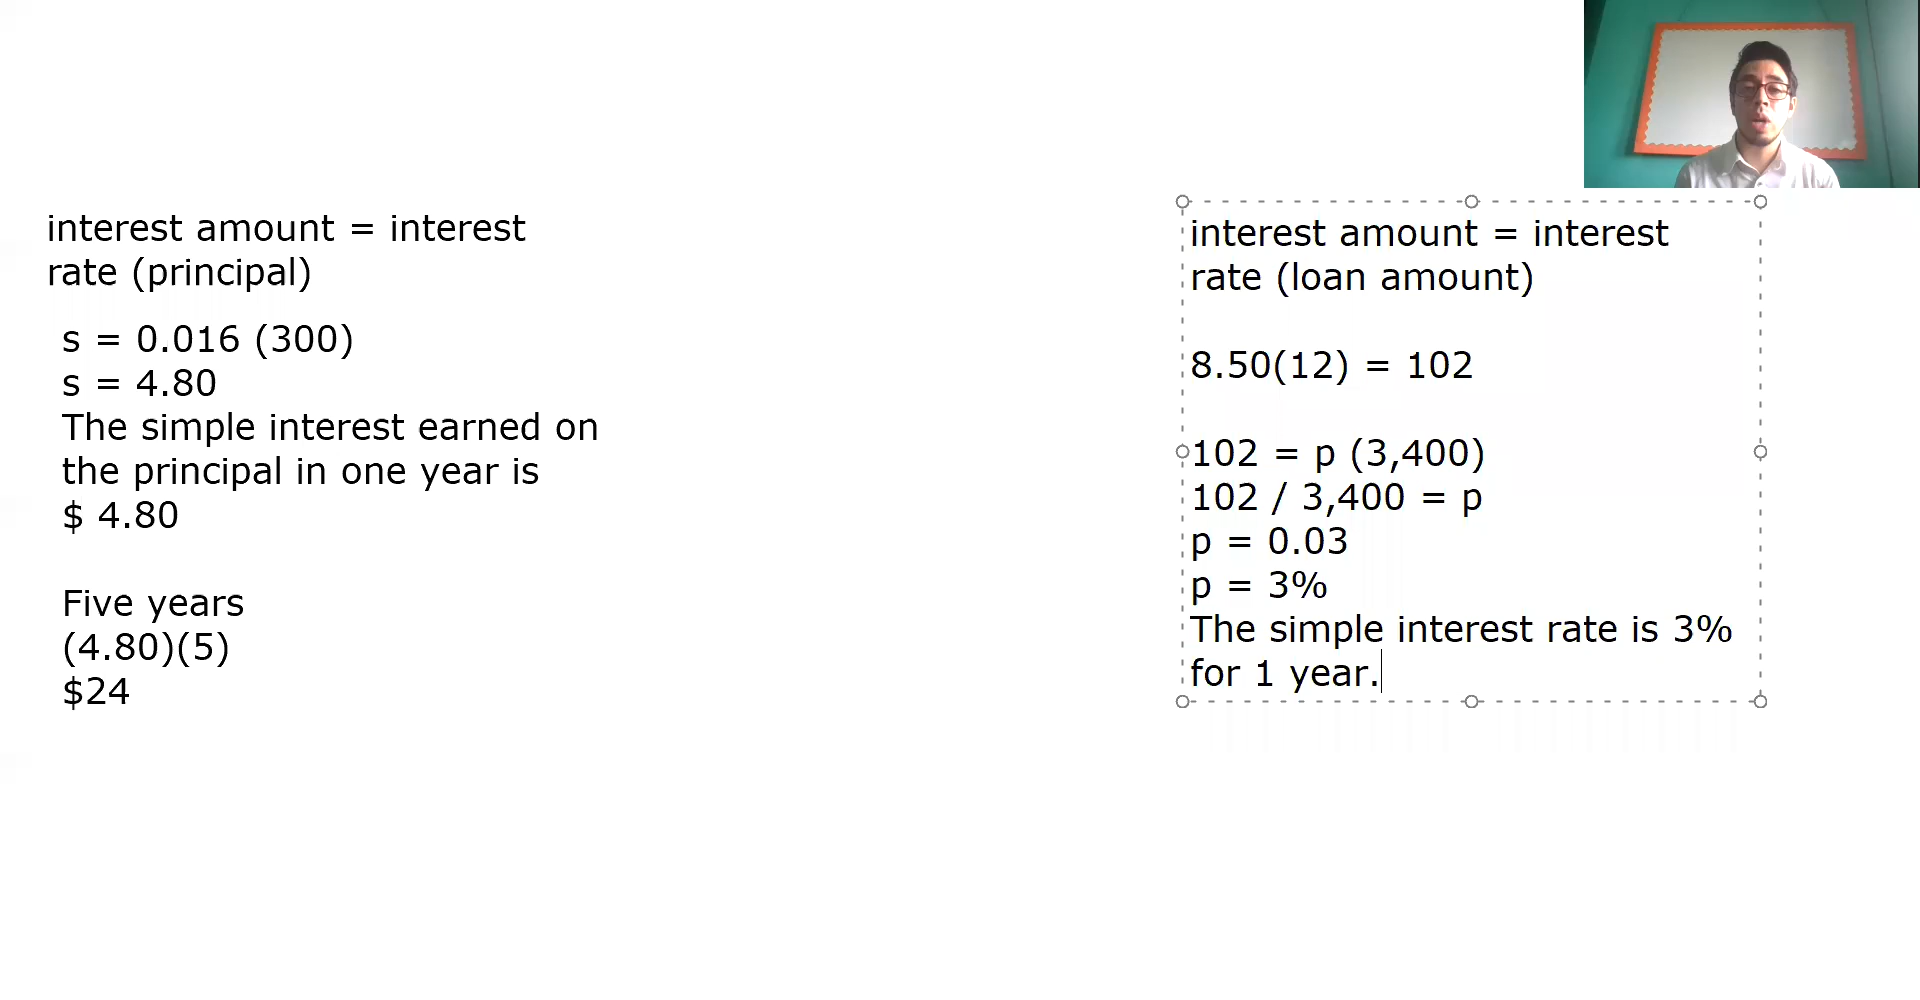 interest amount = interest
rate (principal)
s = 0.016 (300)
s = 4.80
The simple interest earned on
the principal in one year is
$ 4.80
Five years
(4.80)(5)
$24
interest amount = interest
rate (loan amount)
8.50(12) = 102
102 = p (3,400)
102 / 3,400 = p
p = 0.03
p = 3%
The simple interest rate is 3%
for 1 year.